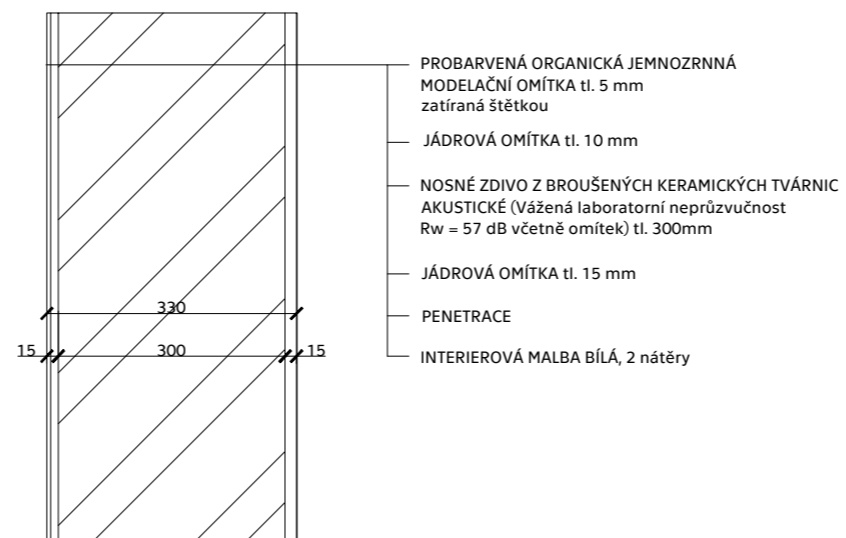 PROBARVENÁ ORGANICKÁ JEMNOZRNNÁ
MODELAČNÍ OMÍTKA tl. 5 mm
zatíraná štětkou
JÁDROVÁ OMÍTKA tl. 10 mm
NOSNÉ ZDIVO Z BROUŠENÝCH KERAMICKÝCH TVÁRNIC
AKUSTICKÉ (Vážená laboratorní neprůzvučnost
Rw = 57 dB včetně omítek) tl. 300mm
JÁDROVÁ OMÍTKA tl. 15 mm
330
PENETRACE
15
300
15
INTERIEROVÁ MALBA BÍLÁ, 2 nátěry